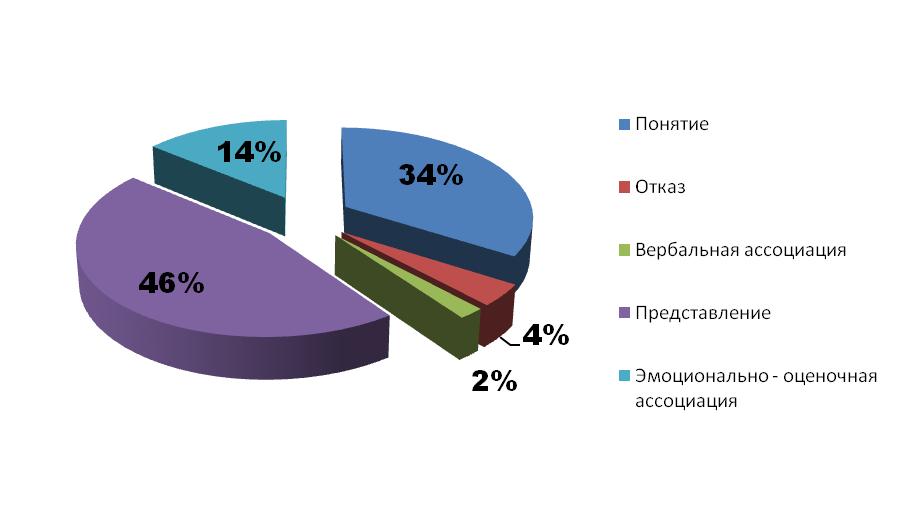 14%
34%
46%
4%
2%
Понятие
Отказ
Вербальная ассоциация
Представление
Эмоционально - оценочная
ассоциация